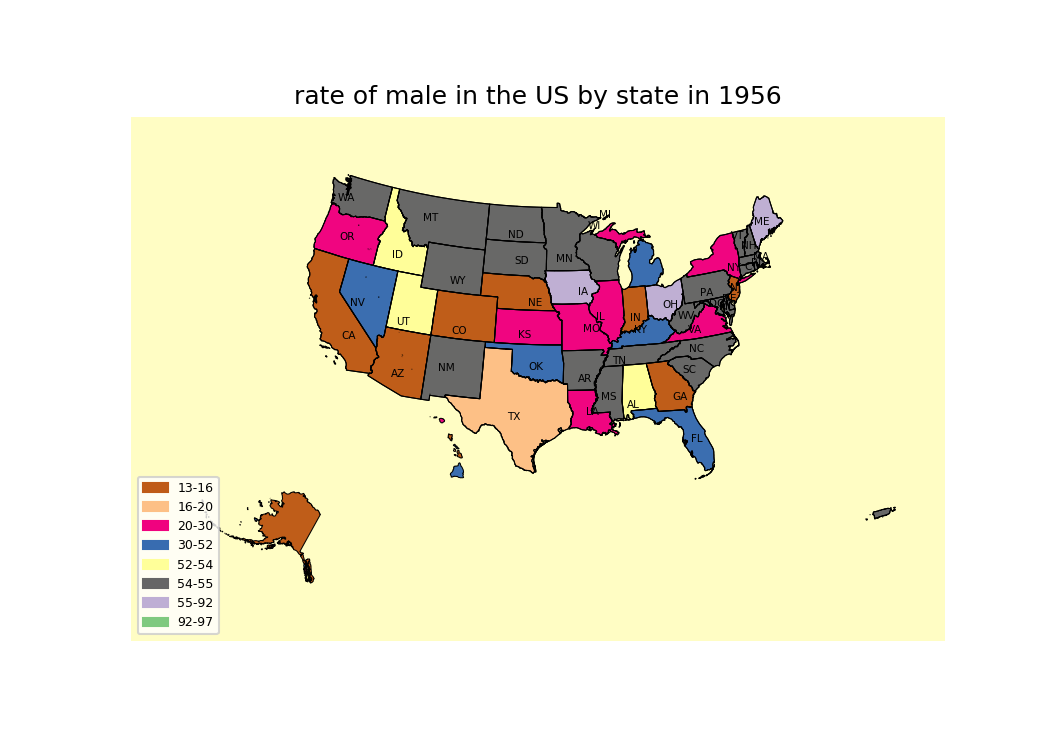 rate of male in the US by state in 1956
WA
MT
ND
MN
WI
MI
ME
OR
ID
SD
WY
NH
NY
NV
UT
CO
NE
IA
IL
IN
OH
PA
WV
VA
KY
CA
AZ
NM
KS
MO
OK
AR
TN
NC
SC
MS
AL
GA
LA
TX
FL
13-16
16-20
20-30
30-52
52-54
54-55
55-92
92-97